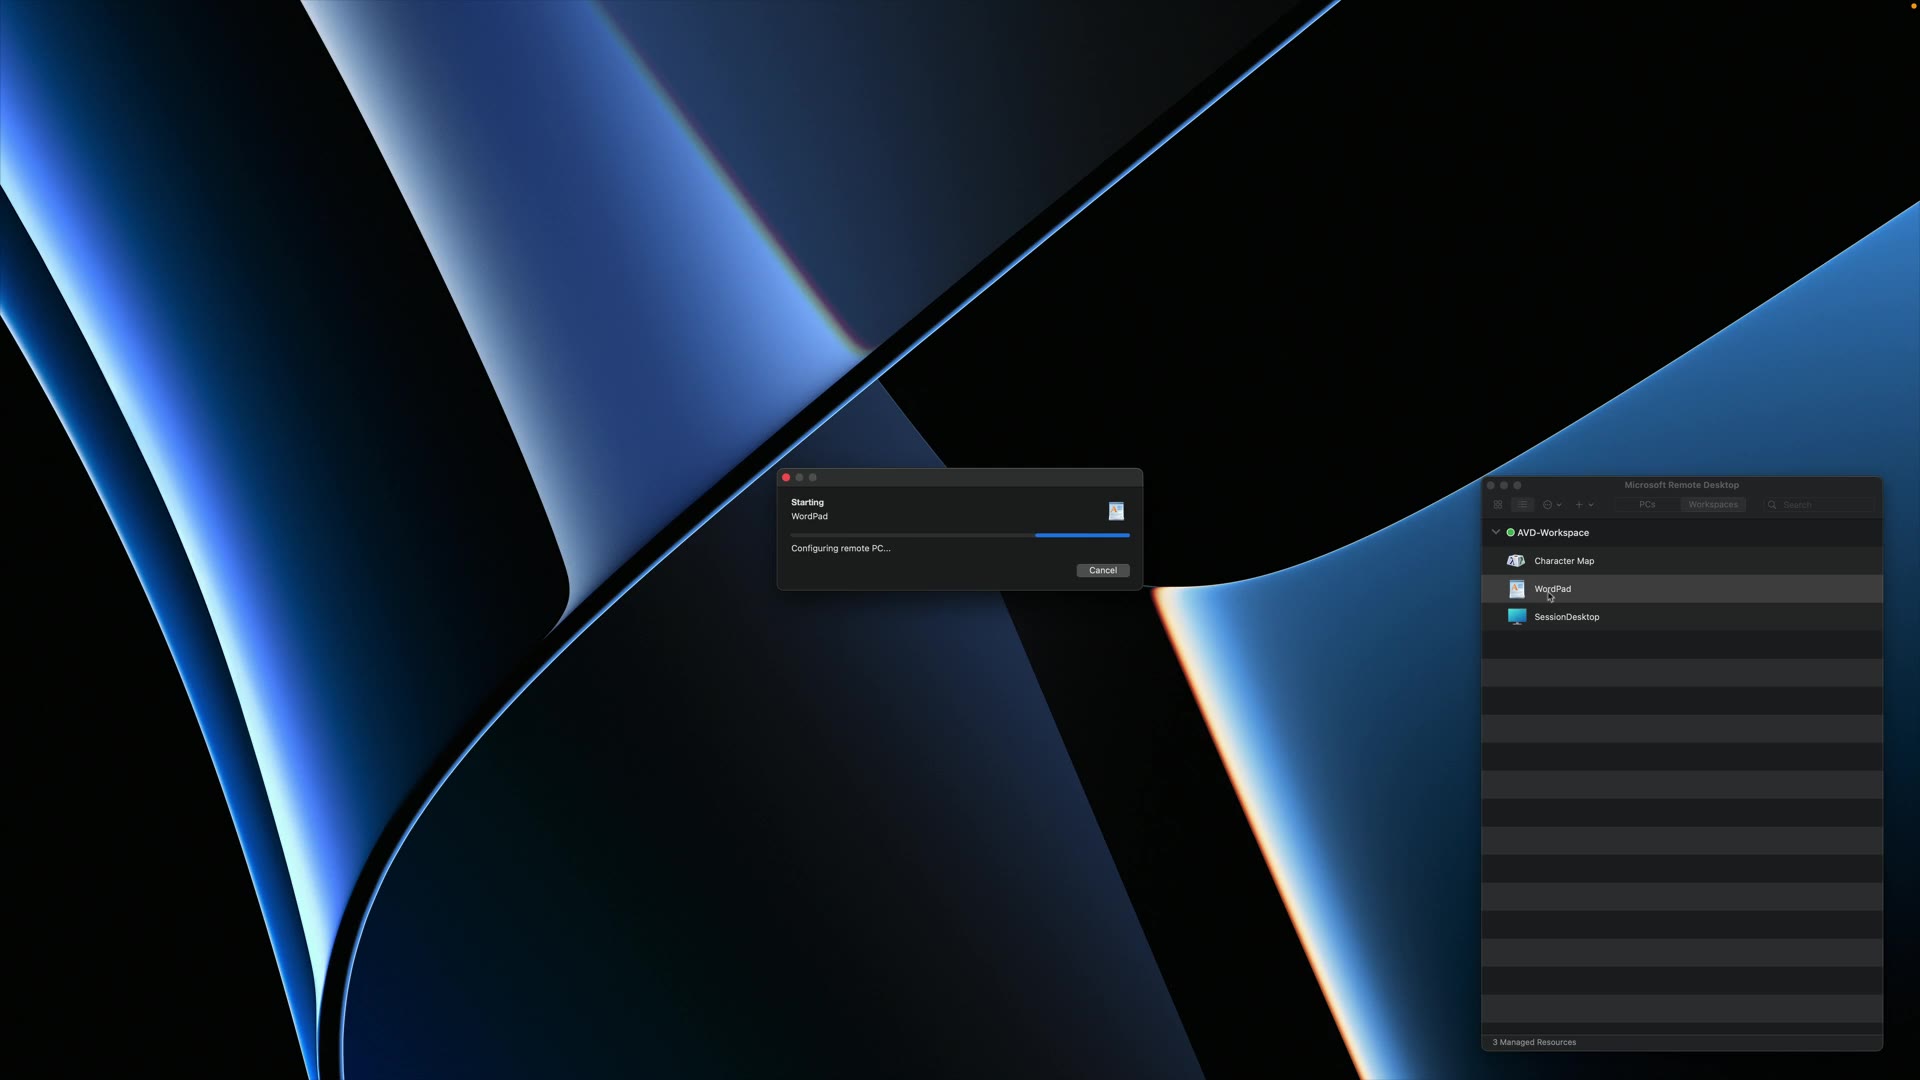 Starting
WordPad
Configuring remote PC...
Cancel
Microsoft Remote Desktop
PCs
Workspaces
Search
AVD-Workspace
Character Map
WordPad
SessionDesktop
3 Managed Resources